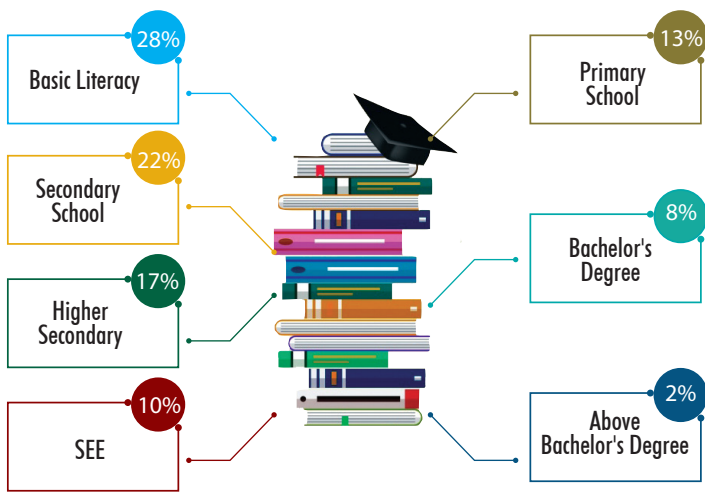 28%
Basic Literacy
22%
Secondary
School
17%
Higher
Secondary
10%
SEE
13%
Primary
School
8%
Bachelor's
Degree
2%
Above
Bachelor's Degree